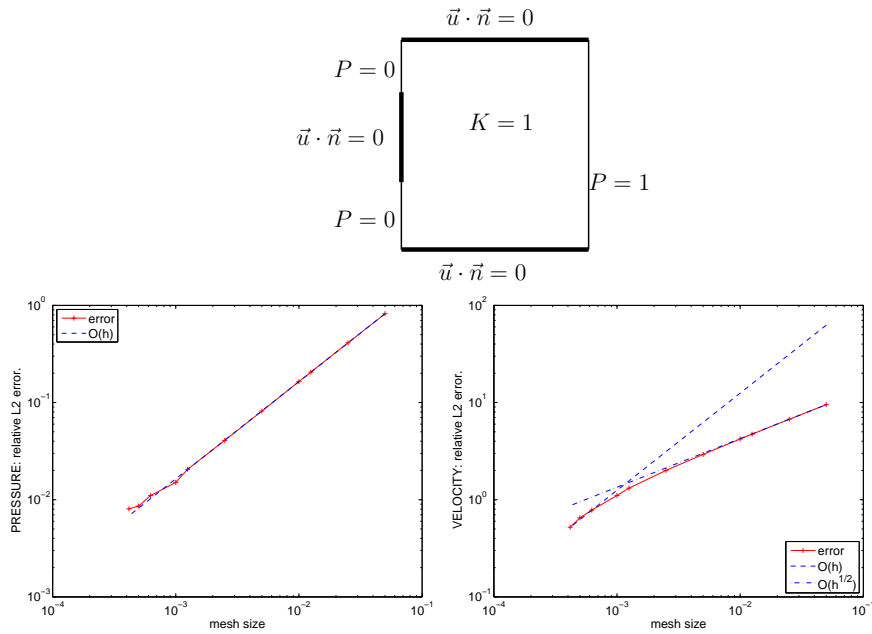 $\vec{u} \cdot \vec{n} = 0$
$P = 0$
$K = 1$
$\vec{u} \cdot \vec{n} = 0$
$P = 1$
$P = 0$
$\vec{u} \cdot \vec{n} = 0$
PRESSURE: relative L2 error.
10^0
10^{-1}
10^{-2}
10^{-3}
error
O(h)
10^{-4}
10^{-3}
10^{-2}
10^{-1}
mesh size
VELOCITY: relative L2 error.
10^2
10^1
10^0
10^{-1}
error
O(h)
O(h^{1/2})
10^{-4}
10^{-3}
10^{-2}
10^{-1}
mesh size